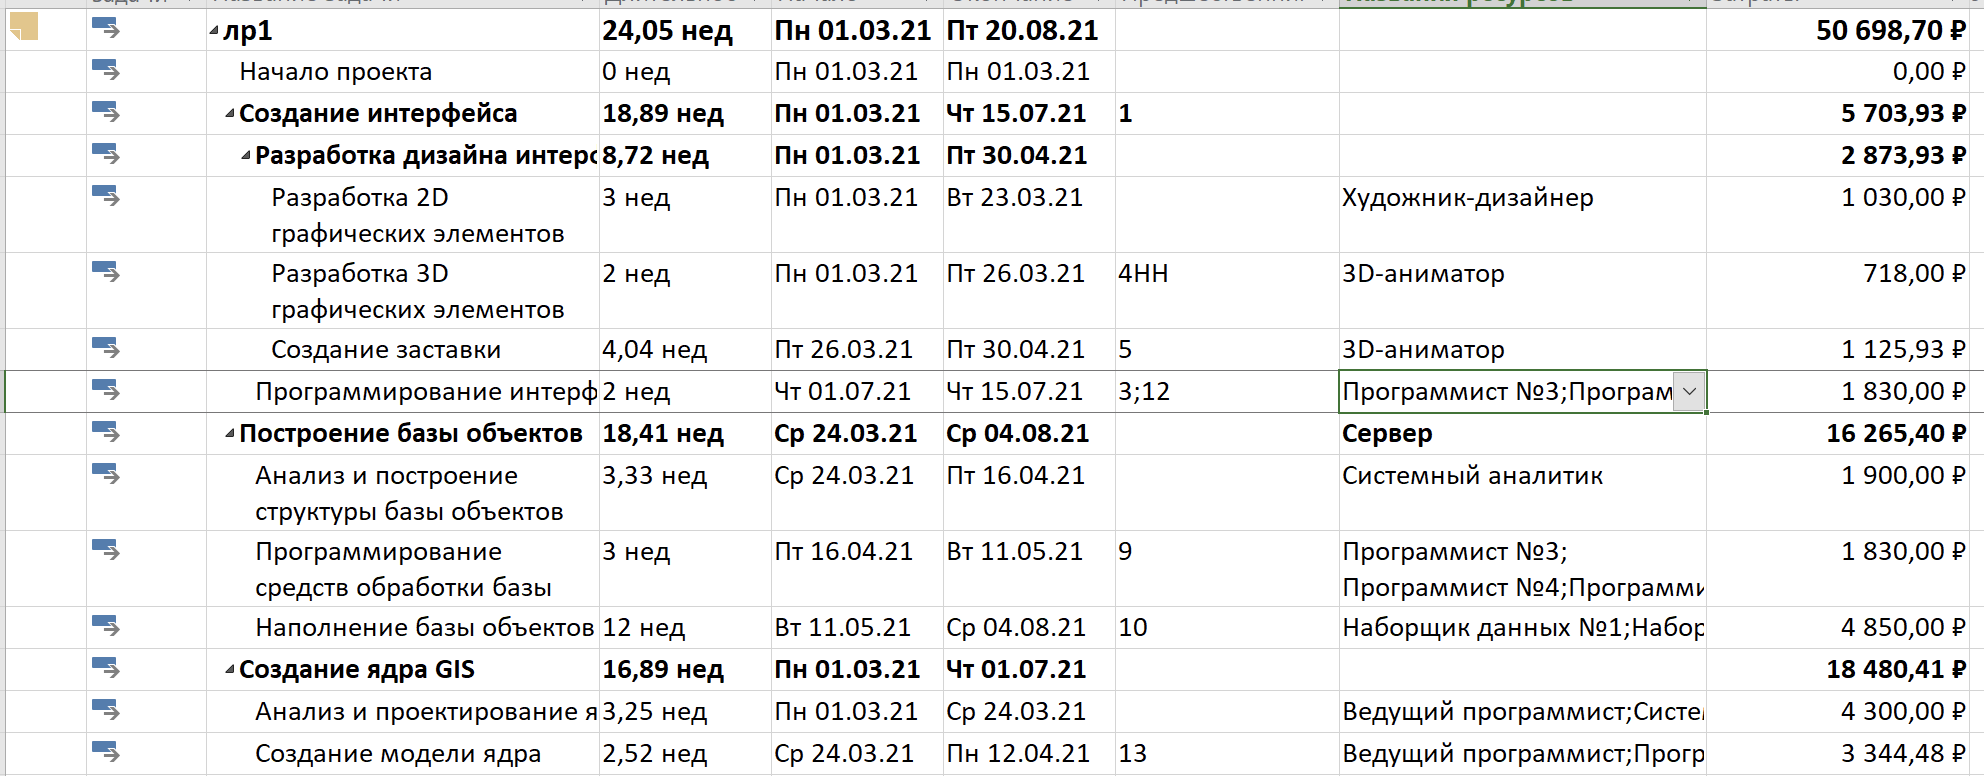 лр1 24,05 нед Пн 01.03.21 Пт 20.08.21 50 698,70 ₽
Начало проекта 0 нед Пн 01.03.21 Пн 01.03.21 0,00 ₽
Создание интерфейса 18,89 нед Пн 01.03.21 Чт 15.07.21 1 5 703,93 ₽
Разработка дизайна интерс 8,72 нед Пн 01.03.21 Пт 30.04.21 2 873,93 ₽
Разработка 2D 3 нед Пн 01.03.21 Вт 23.03.21 Художник-дизайнер 1 030,00 ₽
графических элементов
Разработка 3D 2 нед Пн 01.03.21 Пт 26.03.21 4НН 3D-аниматор 718,00 ₽
графических элементов
Создание заставки 4,04 нед Пт 26.03.21 Пт 30.04.21 5 3D-аниматор 1 125,93 ₽
Программирование интерф 2 нед Чт 01.07.21 Чт 15.07.21 3;12 Программист №3;Програм 1 830,00 ₽
Построение базы объектов 18,41 нед Ср 24.03.21 Ср 04.08.21 Сервер 16 265,40 ₽
Анализ и построение 3,33 нед Ср 24.03.21 Пт 16.04.21 Системный аналитик 1 900,00 ₽
структуры базы объектов
Программирование 3 нед Пт 16.04.21 Вт 11.05.21 9 Программист №3; 1 830,00 ₽
средств обработки базы Программист №4;Программи
Наполнение базы объектов 12 нед Вт 11.05.21 Ср 04.08.21 10 Наборщик данных №1;Набор 4 850,00 ₽
Создание ядра GIS 16,89 нед Пн 01.03.21 Чт 01.07.21 18 480,41 ₽
Анализ и проектирование я 3,25 нед Пн 01.03.21 Ср 24.03.21 Ведущий программист;Систе 4 300,00 ₽
Создание модели ядра 2,52 нед Ср 24.03.21 Пн 12.04.21 13 Ведущий программист;Прогр 3 344,48 ₽